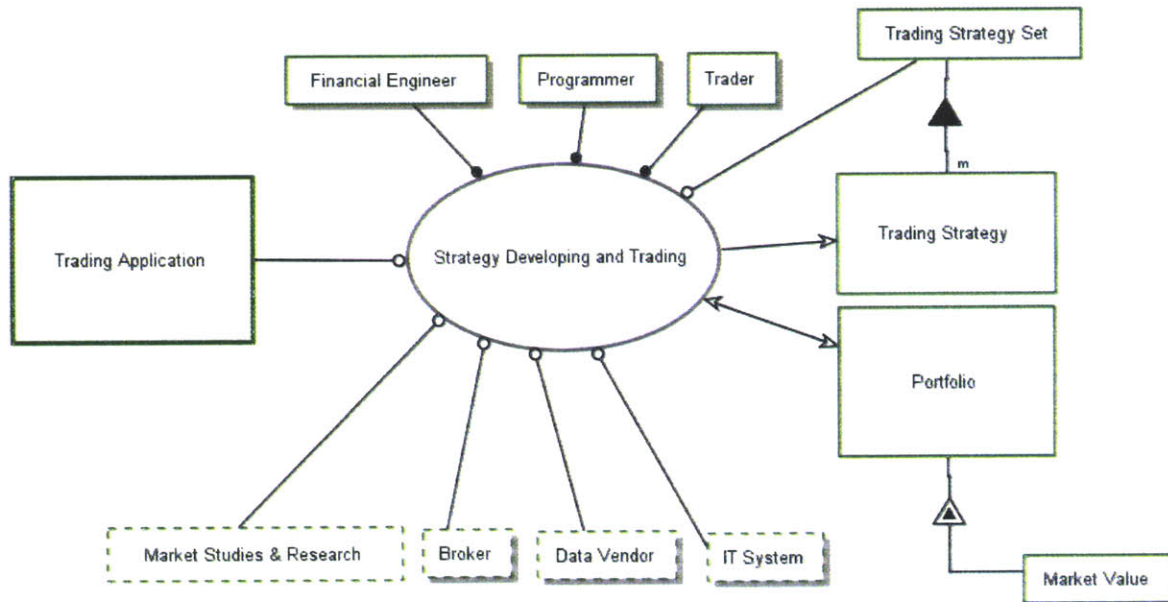 Trading Strategy Set
Financial Engineer
Programmer
Trader
m
Trading Application
Strategy Developing and Trading
Trading Strategy
Portfolio
Market Studies & Research
Broker
Data Vendor
IT System
Market Value